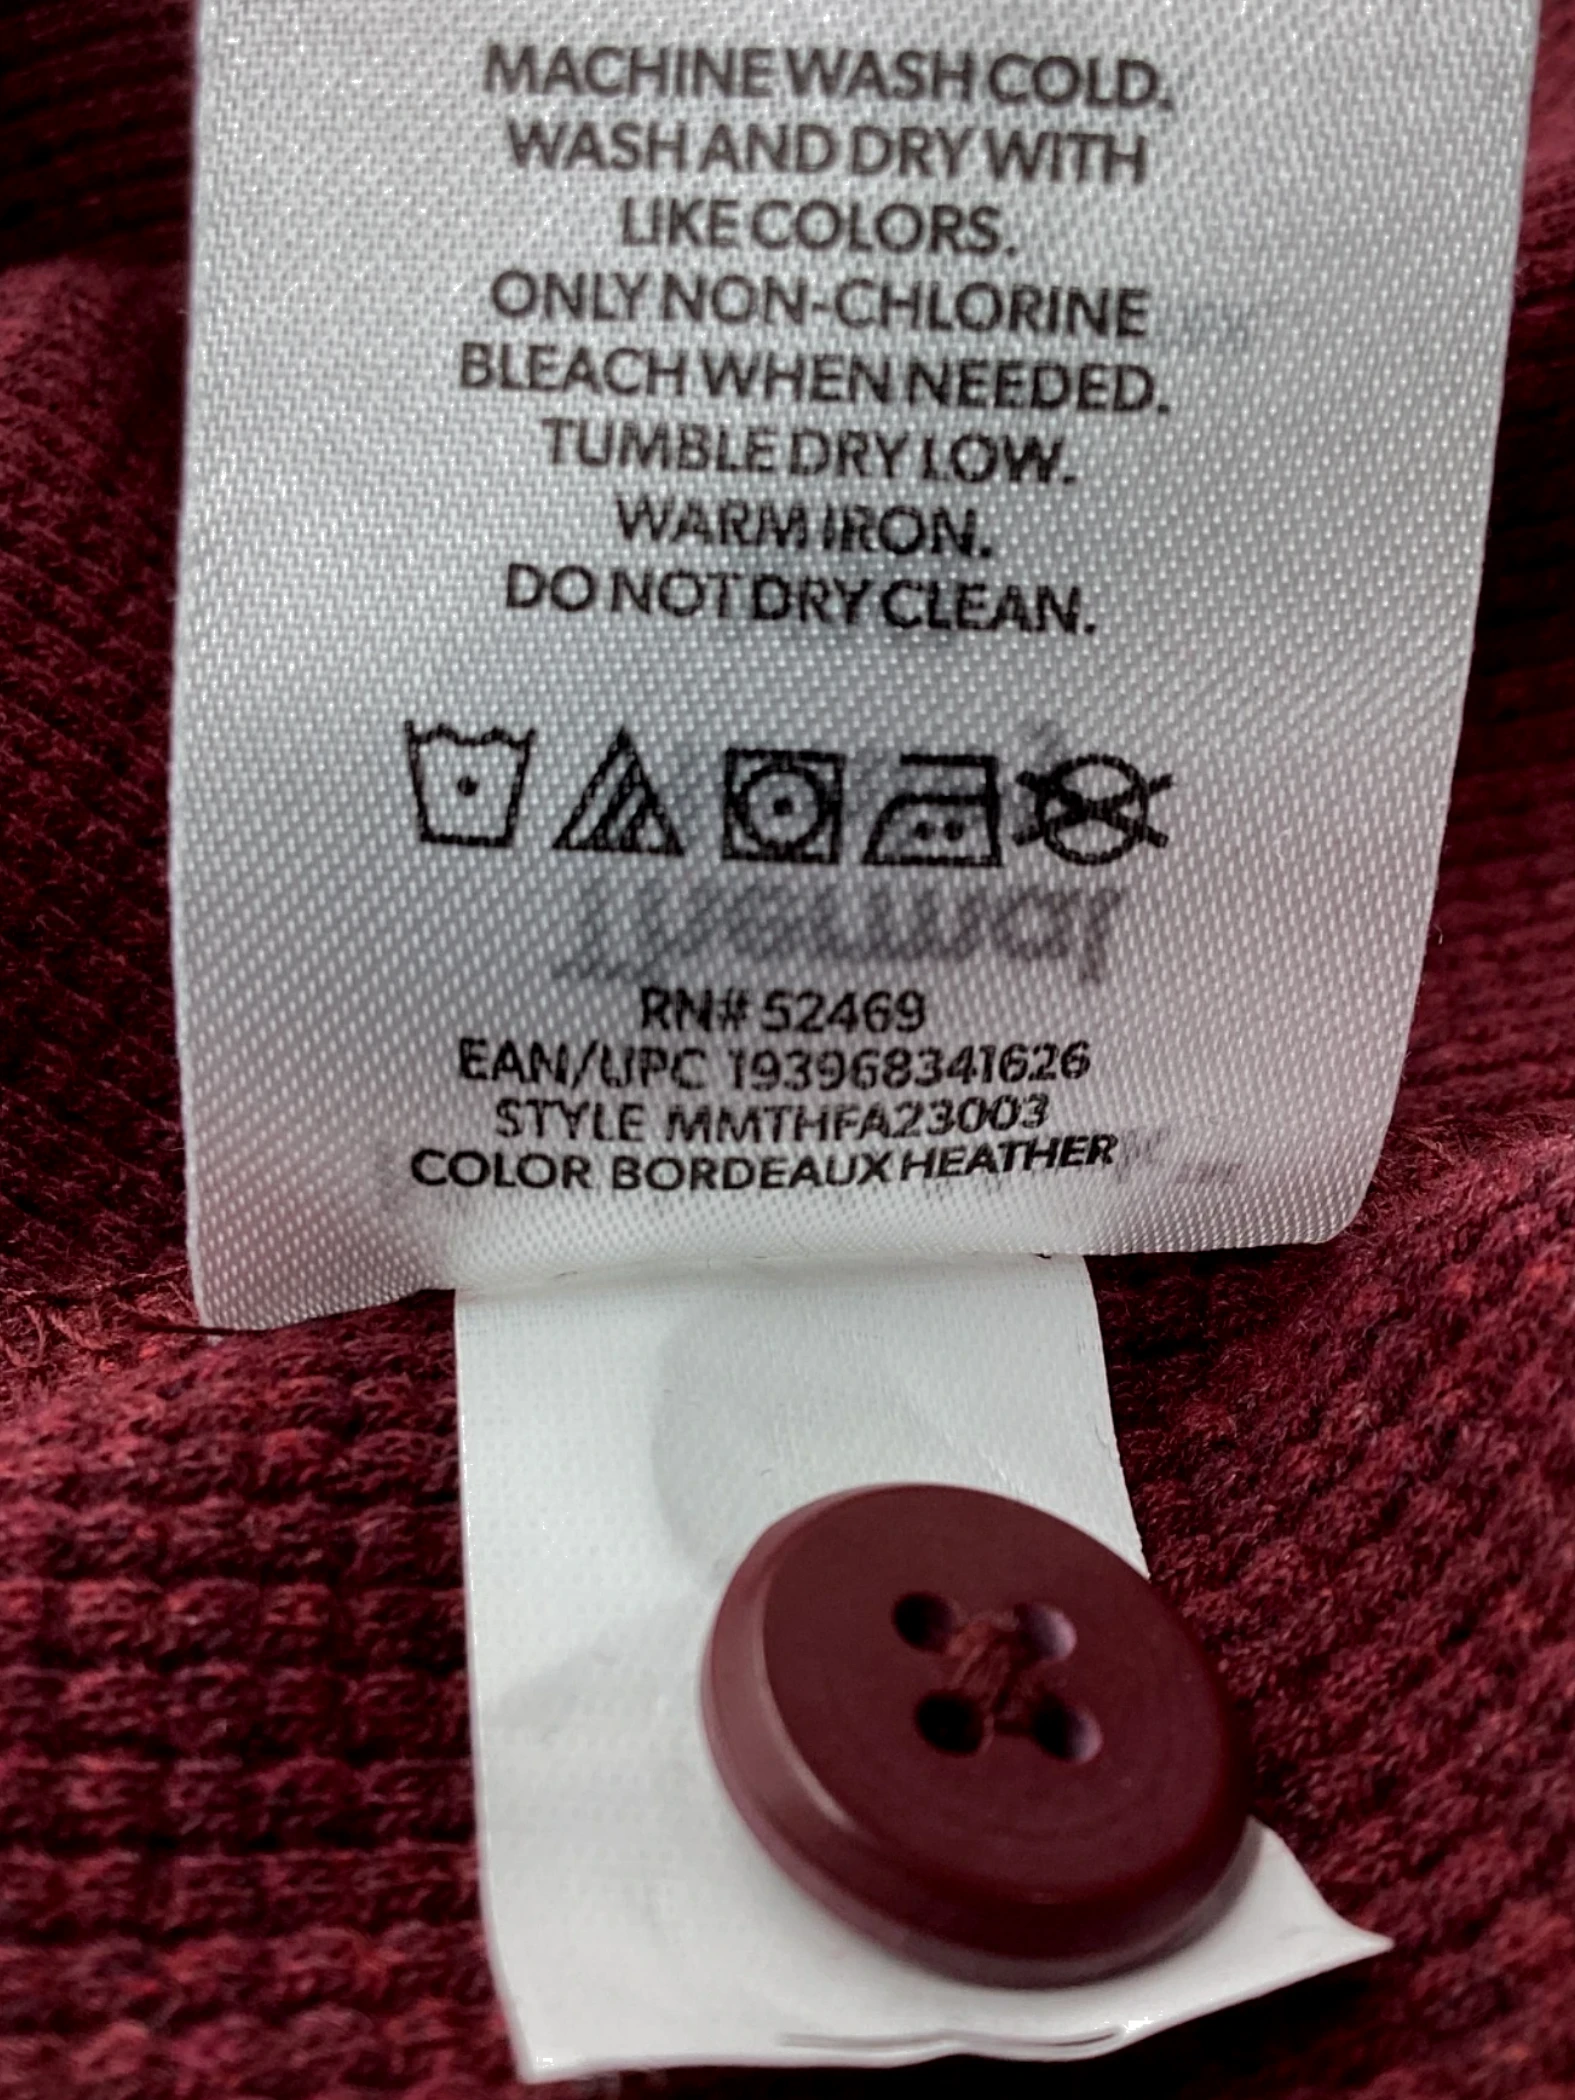 MACHINE WASH COLD.
WASH AND DRY WITH
LIKE COLORS.
ONLY NON-CHLORINE
BLEACH WHEN NEEDED.
TUMBLE DRY LOW.
WARM IRON.
DO NOT DRY CLEAN.
RN# 52469
EAN/UPC 193968341626
STYLE MMTHFA23003
COLOR BORDEAUX HEATHER